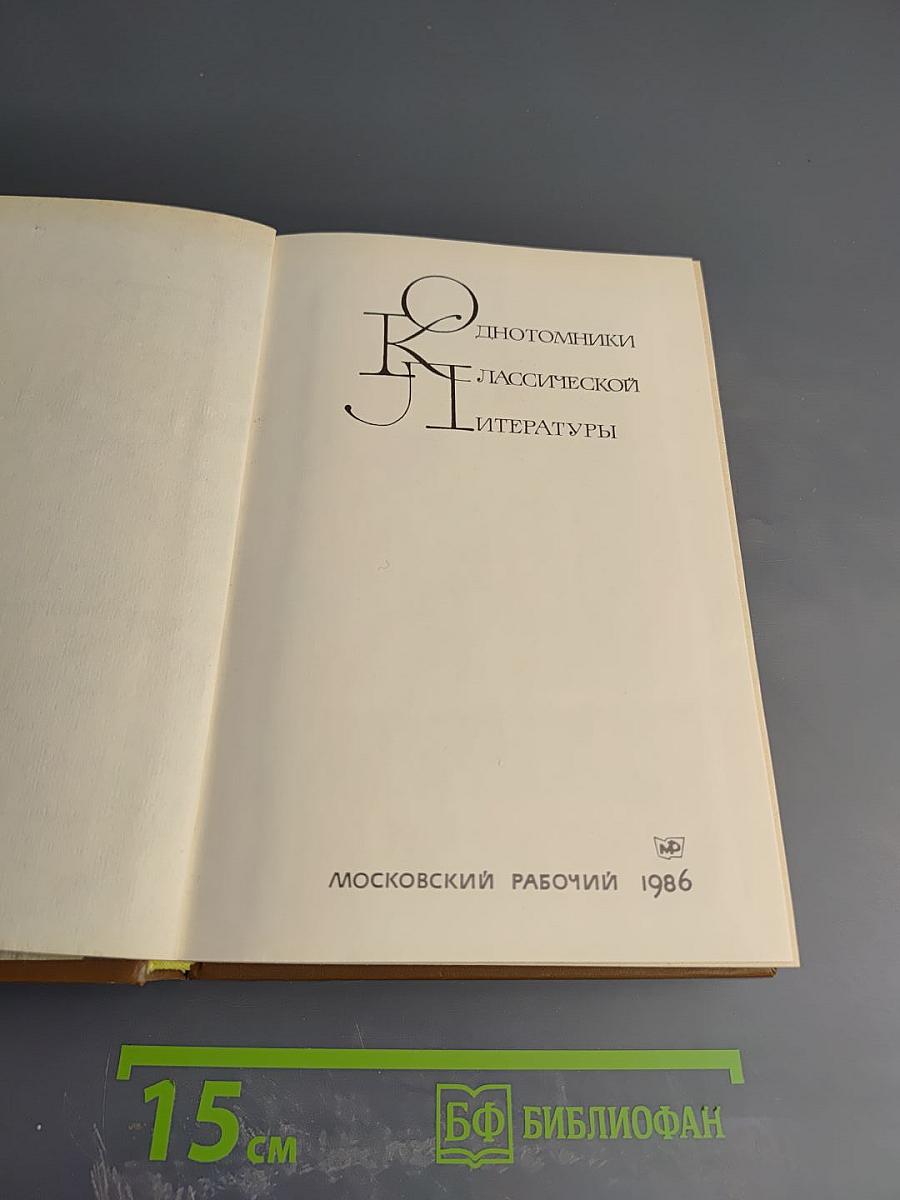 ОДНОТОМНИКИ
КЛАССИЧЕСКОЙ
ЛИТЕРАТУРЫ
МР
МОСКОВСКИЙ РАБОЧИЙ 1986
15 см
БФ БИБЛИОФАН